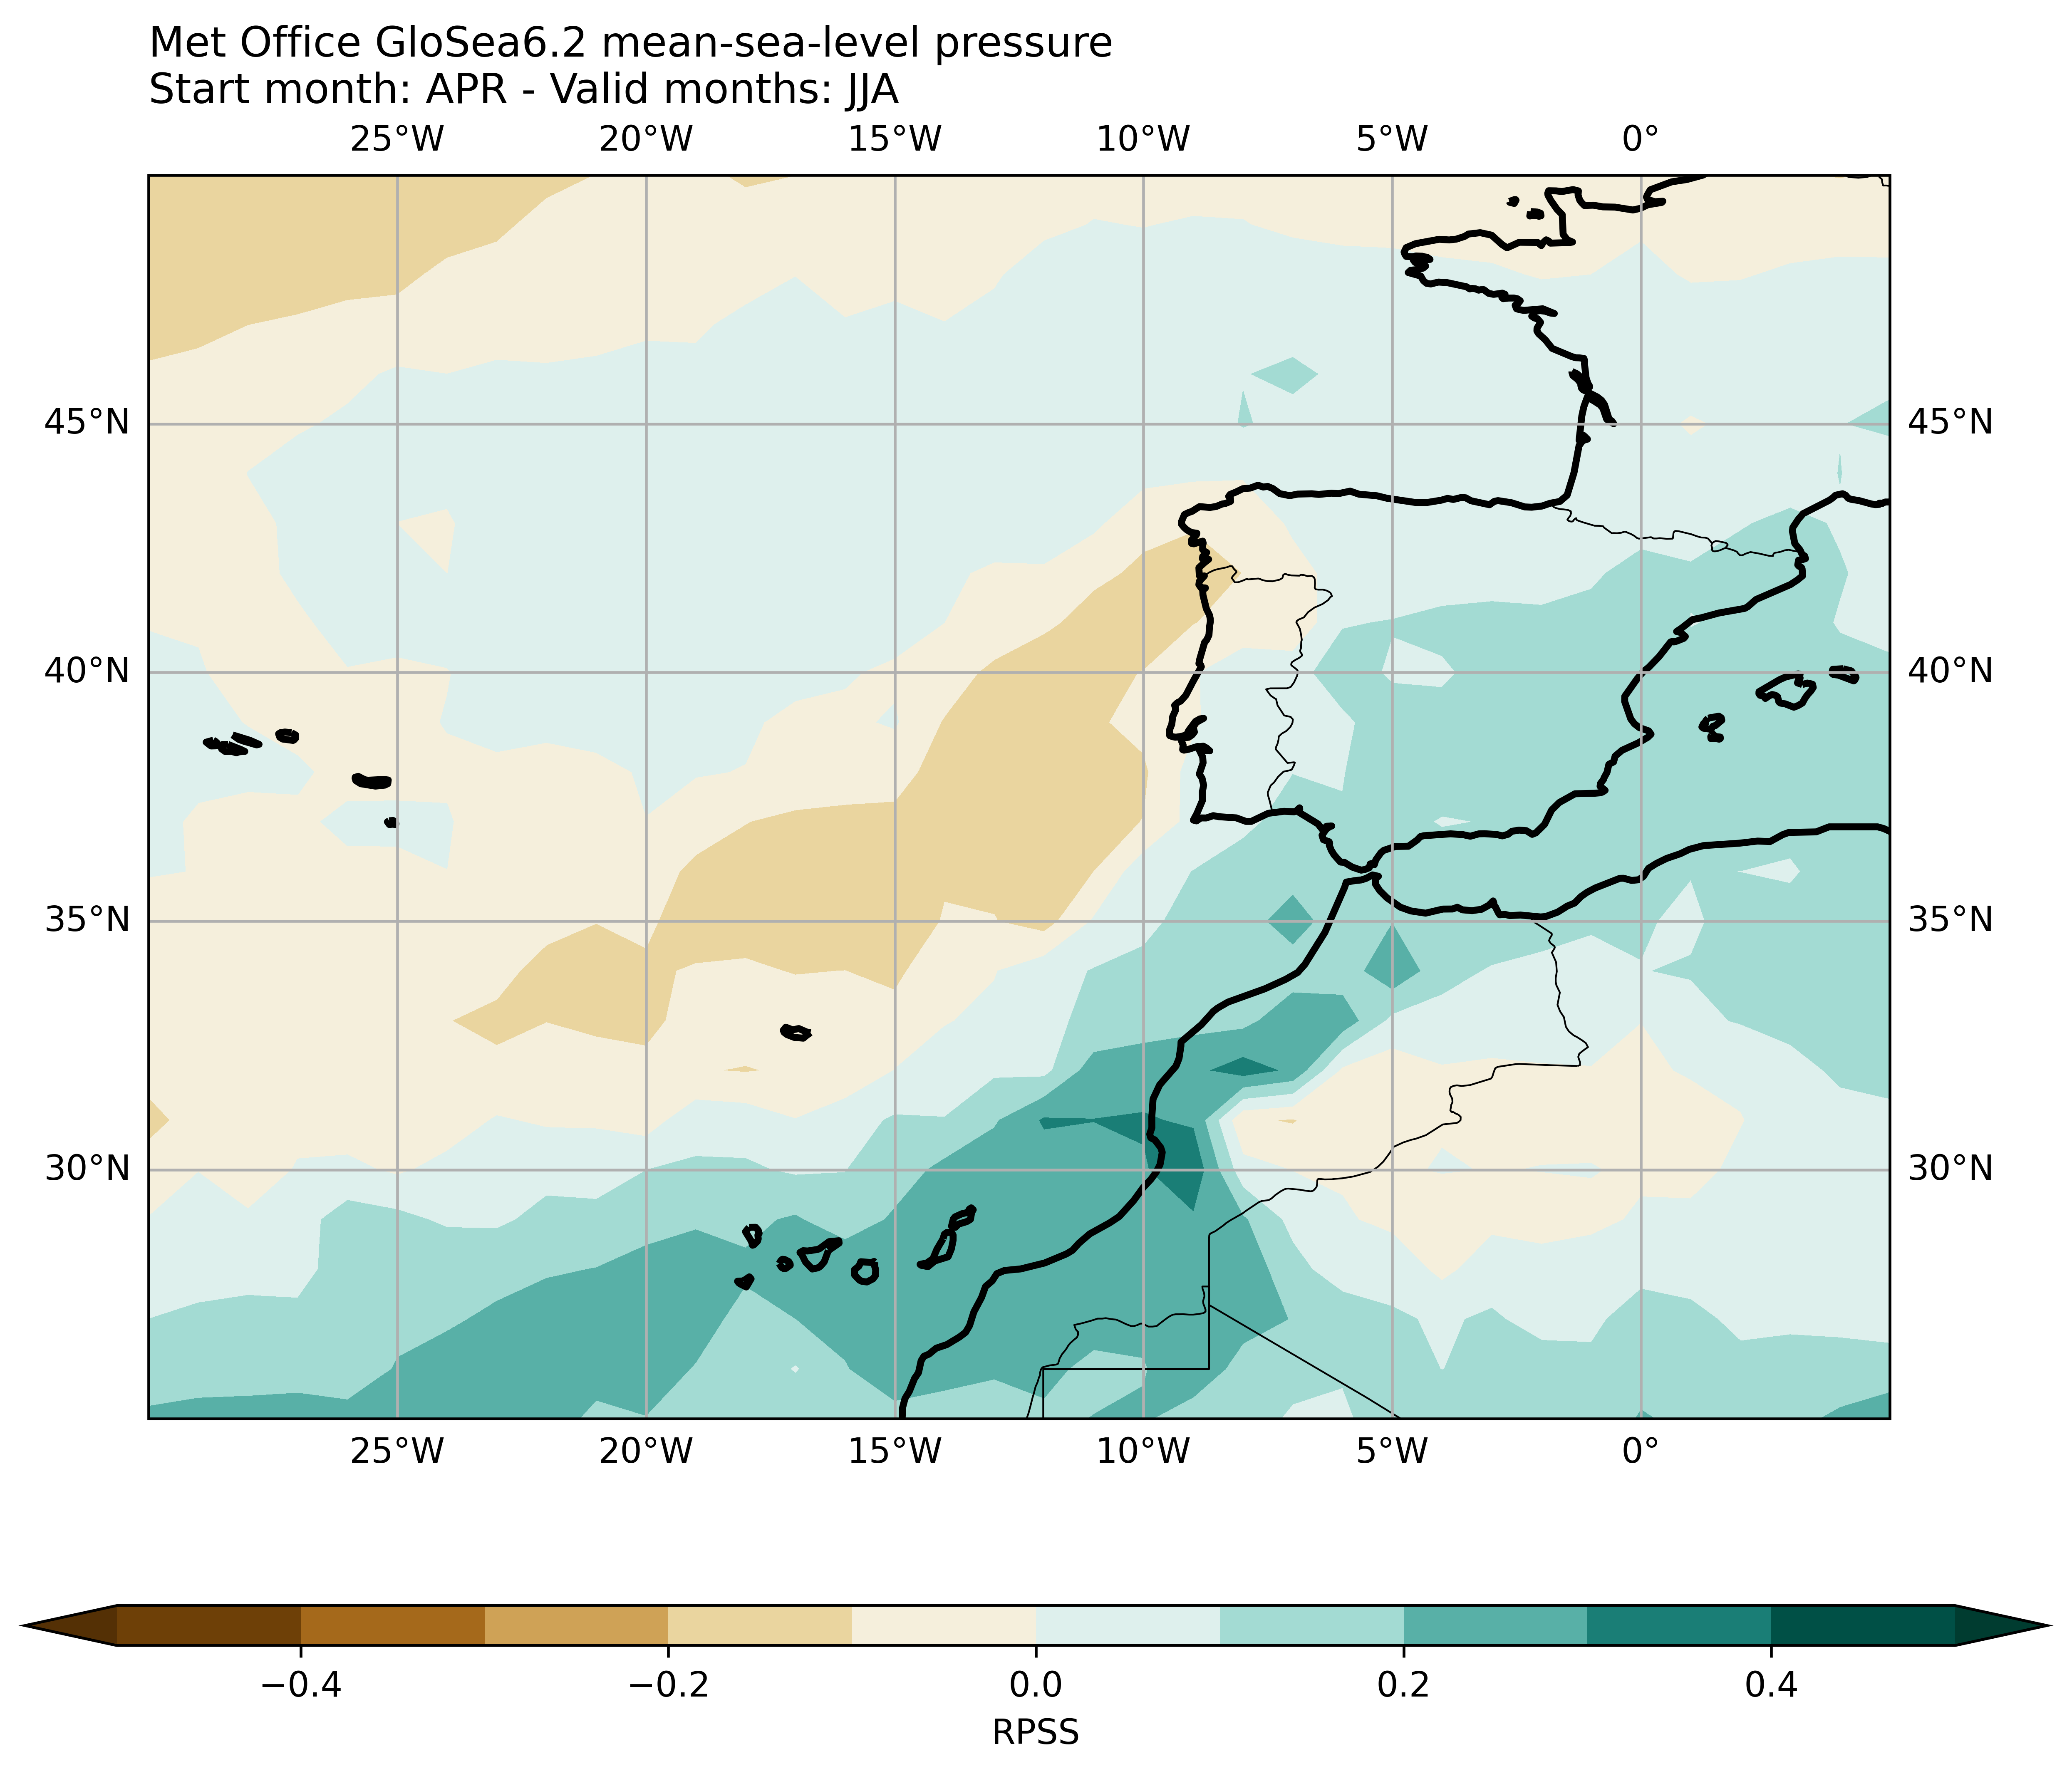 Met Office GloSea6.2 mean-sea-level pressure
Start month: APR - Valid months: JJA
25°W 20°W 15°W 10°W 5°W 0°
45°N 45°N
40°N 40°N
35°N 35°N
30°N 30°N
25°W 20°W 15°W 10°W 5°W 0°
−0.4 −0.2 0.0 0.2 0.4
RPSS